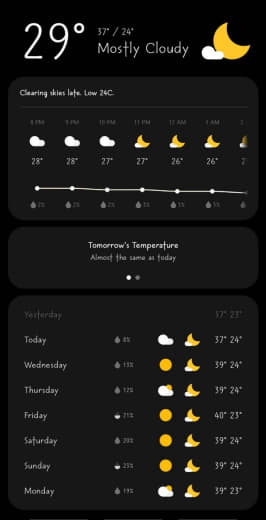 29° 37° / 24°
Mostly Cloudy
Clearing skies late. Low 24C.
8 PM 9 PM 10 PM 11 PM 12 AM 1 AM 2
28° 28° 27° 27° 26° 26° 26°
2% 2% 2% 3% 5% 5%
Tomorrow's Temperature
Almost the same as today
Yesterday 37° 23°
Today 8% 37° 24°
Wednesday 13% 39° 24°
Thursday 12% 39° 24°
Friday 21% 40° 23°
Saturday 20% 39° 24°
Sunday 25% 39° 24°
Monday 19% 39° 23°